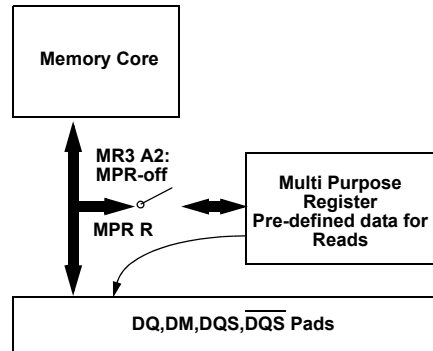 Memory Core
MR3 A2:
MPR-off
MPR R
Multi Purpose
Register
Pre-defined data for
Reads
DQ,DM,DQS,D̅Q̅S̅ Pads